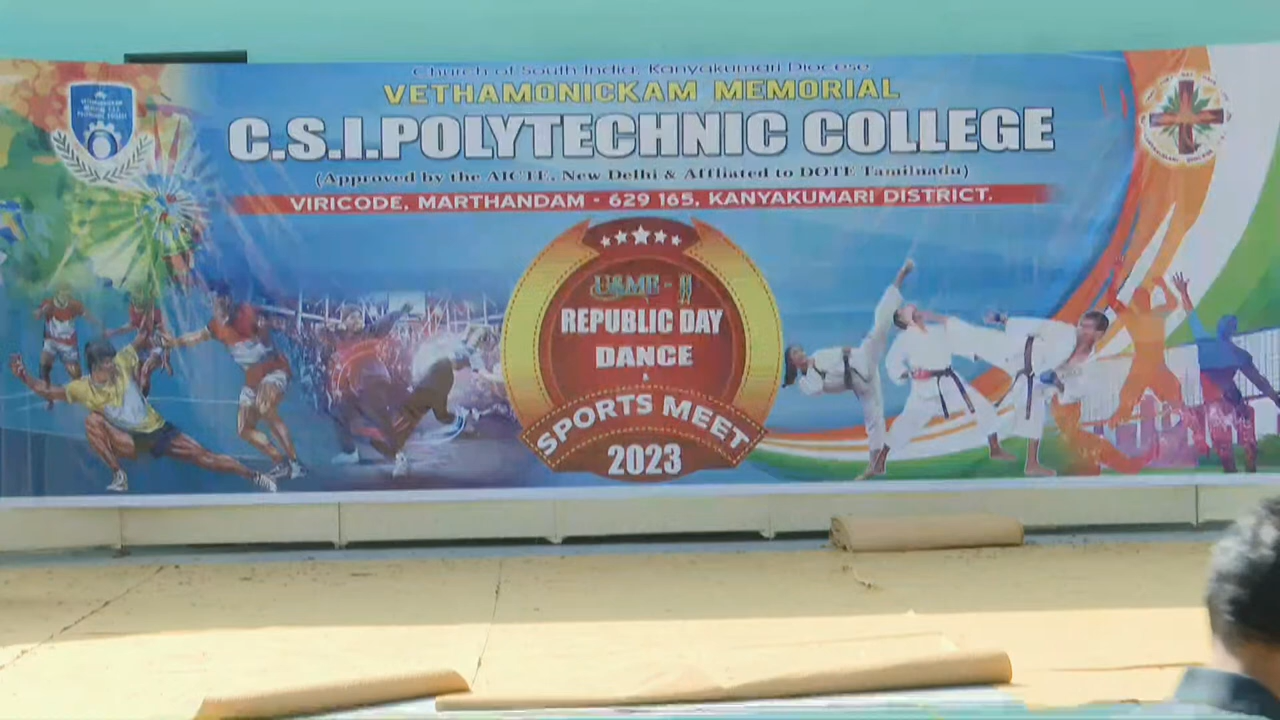 Church of South India, Kanyakumari Diocese
VETHAMONICKAM MEMORIAL
C.S.I.POLYTECHNIC COLLEGE
(Approved by the AICTE, New Delhi & Affliated to DOTE Tamilnadu)
VIRICODE, MARTHANDAM - 629 165, KANYAKUMARI DISTRICT.
REPUBLIC DAY
DANCE
&
SPORTS MEET
2023